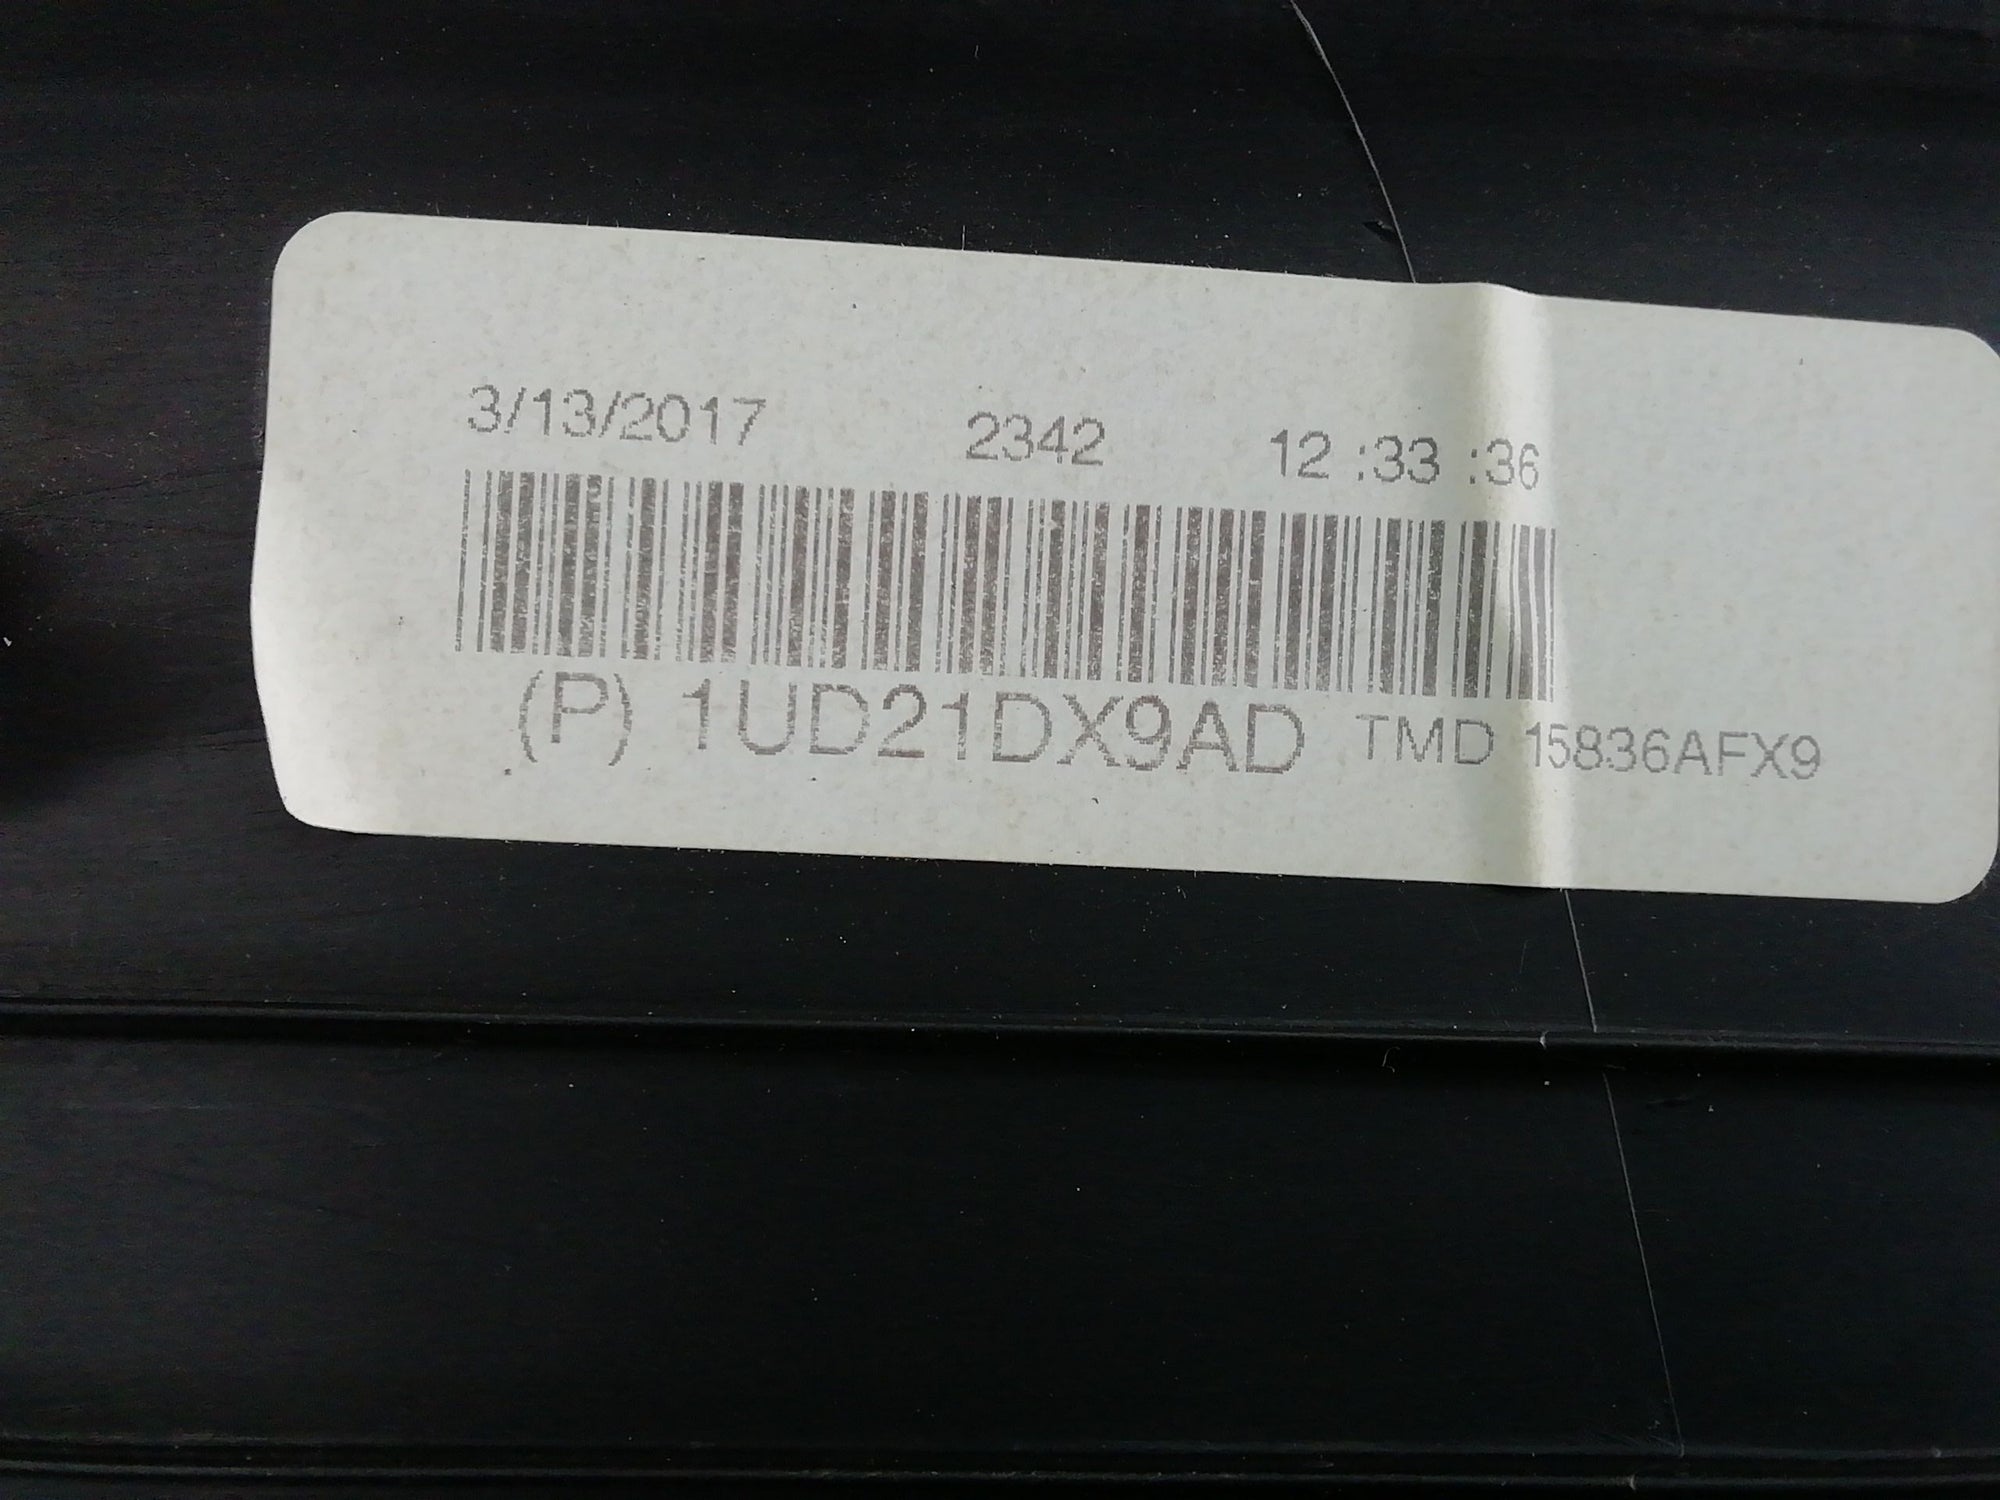 3/13/2017 2342 12 :33 :36
(P) 1UD21DX9AD TMD 15836AFX9